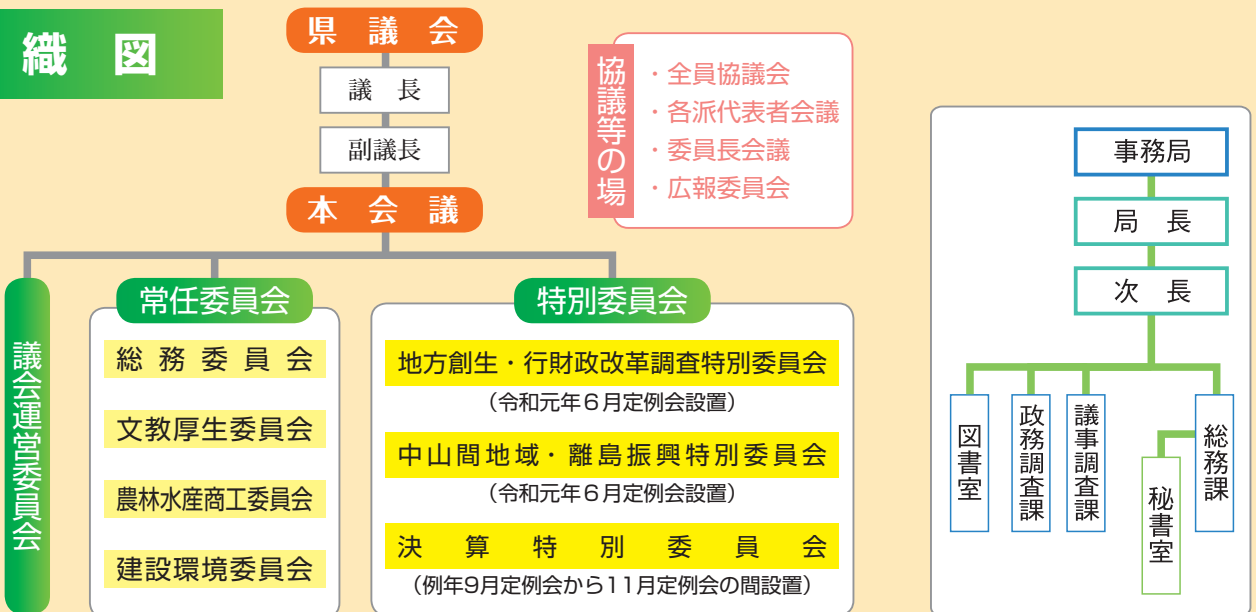 織 図
県 議 会
議 長
副議長
本 会 議
協議等の場
・全員協議会
・各派代表者会議
・委員長会議
・広報委員会
議会運営委員会
常任委員会
総 務 委 員 会
文教厚生委員会
農林水産商工委員会
建設環境委員会
特別委員会
地方創生・行財政改革調査特別委員会
（令和元年６月定例会設置）
中山間地域・離島振興特別委員会
（令和元年６月定例会設置）
決 算 特 別 委 員 会
（例年9月定例会から11月定例会の間設置）
事務局
局 長
次 長
図書室
政務調査課
議事調査課
秘書室
総務課